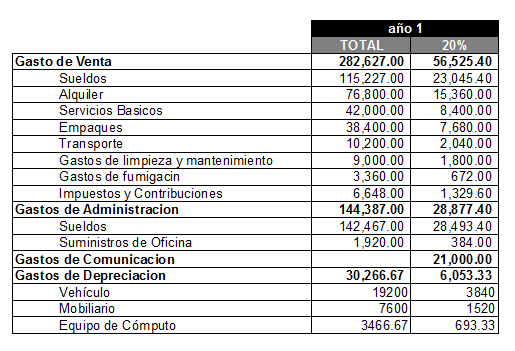 año 1
TOTAL 20%
Gasto de Venta 282,627.00 56,525.40
Sueldos 115,227.00 23,045.40
Alquiler 76,800.00 15,360.00
Servicios Basicos 42,000.00 8,400.00
Empaques 38,400.00 7,680.00
Transporte 10,200.00 2,040.00
Gastos de limpieza y mantenimiento 9,000.00 1,800.00
Gastos de fumigacin 3,360.00 672.00
Impuestos y Contribuciones 6,648.00 1,329.60
Gastos de Administracion 144,387.00 28,877.40
Sueldos 142,467.00 28,493.40
Suministros de Oficina 1,920.00 384.00
Gastos de Comunicacion 21,000.00
Gastos de Depreciacion 30,266.67 6,053.33
Vehículo 19200 3840
Mobiliario 7600 1520
Equipo de Cómputo 3466.67 693.33